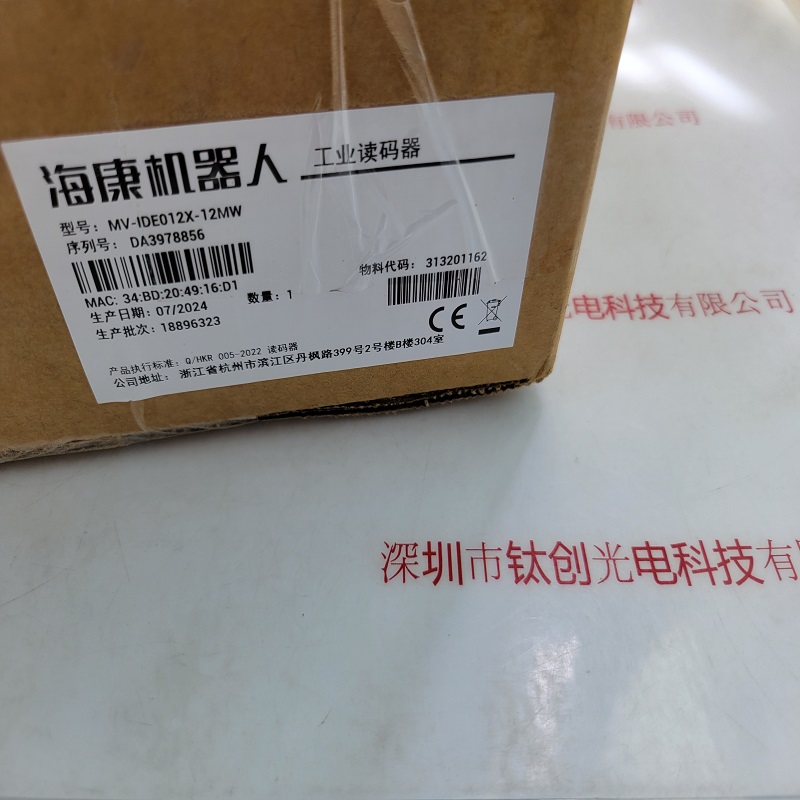 海康机器人 工业读码器
型号: MV-IDE012X-12MW
序列号: DA3978856
MAC: 34:BD:20:49:16:D1
数量: 1
物料代码: 313201162
生产日期: 07/2024
生产批次: 18896323
CE
产品执行标准: Q/HKR 005-2022 读码器
公司地址: 浙江省杭州市滨江区丹枫路399号2号楼B楼304室
有限公司
电科技有限公司
深圳市钛创光电科技有